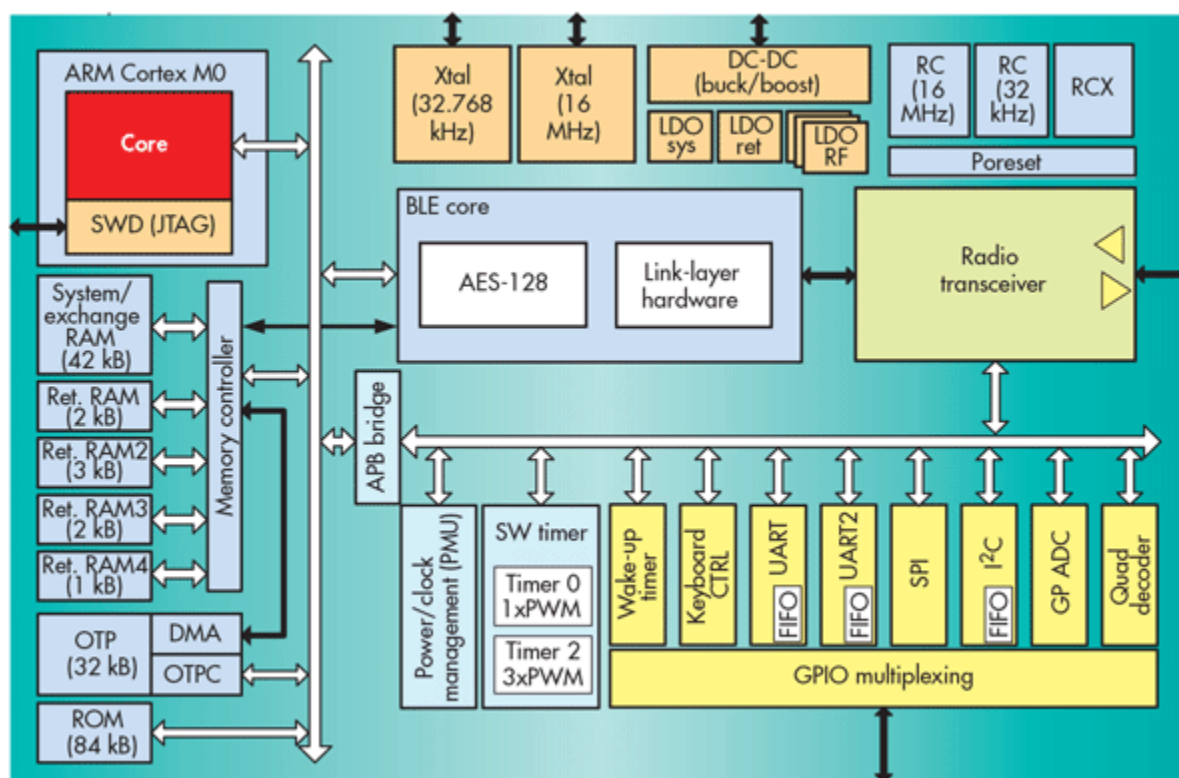 ARM Cortex M0
Core
SWD (JTAG)
Xtal
(32.768
kHz)
Xtal
(16
MHz)
DC-DC
(buck/boost)
LDO
sys
LDO
ret
LDO
RF
RC
(16
MHz)
RC
(32
kHz)
RCX
Poreset
BLE core
AES-128
Link-layer
hardware
Radio
transceiver
System/
exchange
RAM
(42 kB)
Ret. RAM
(2 kB)
Ret. RAM2
(3 kB)
Ret. RAM3
(2 kB)
Ret. RAM4
(1 kB)
Memory controller
OTP
(32 kB)
DMA
OTPC
ROM
(84 kB)
APB bridge
Power/clock
management (PMU)
SW timer
Timer 0
1xPWM
Timer 2
3xPWM
Wake-up
timer
Keyboard
CTRL
UART
FIFO
UART2
FIFO
SPI
I²C
FIFO
GP ADC
Quad
decoder
GPIO multiplexing